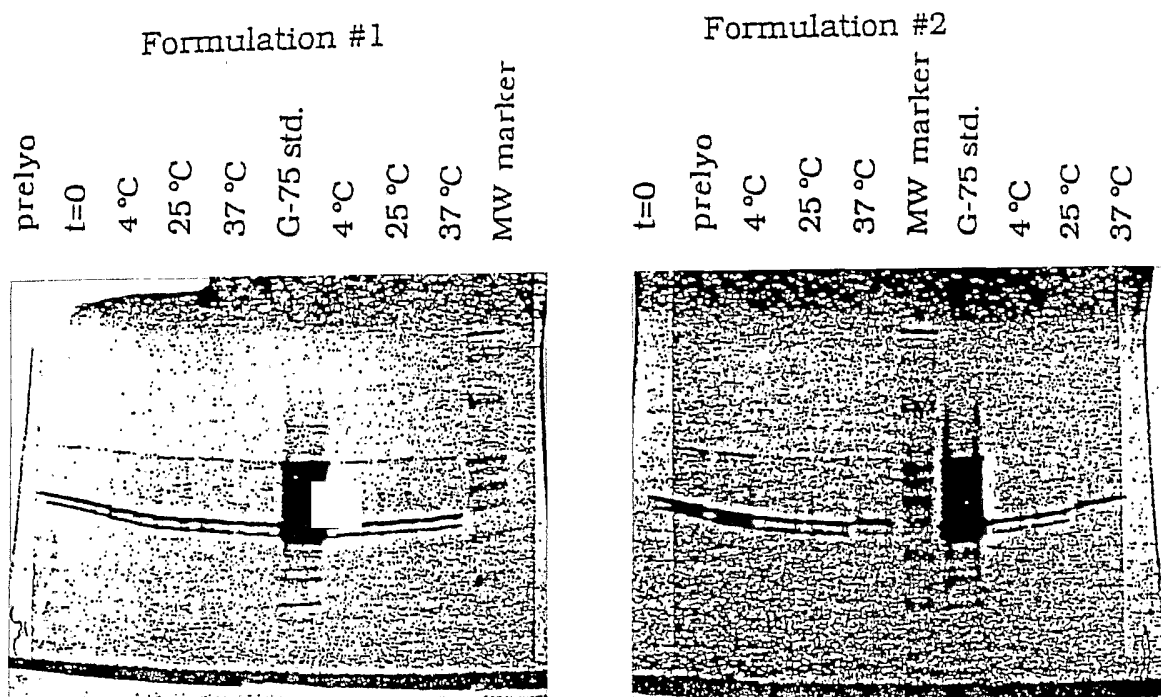 Formulation #1
prelyo
t=0
4 °C
25 °C
37 °C
G-75 std.
4 °C
25 °C
37 °C
MW marker
Formulation #2
t=0
prelyo
4 °C
25 °C
37 °C
MW marker
G-75 std.
4 °C
25 °C
37 °C